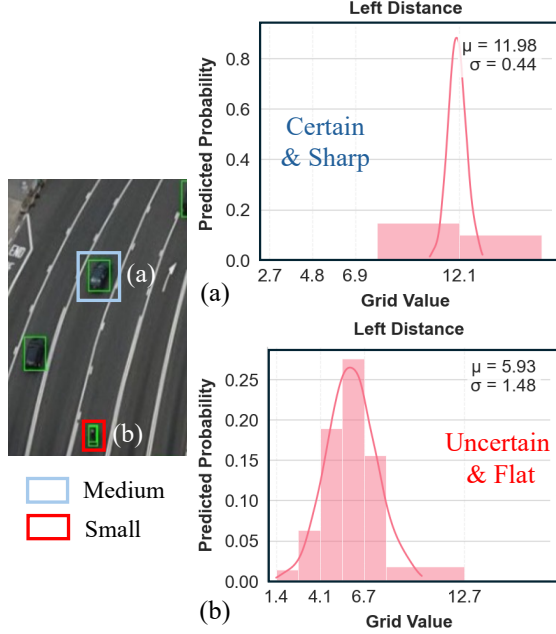 Left Distance
μ = 11.98
σ = 0.44
Certain
& Sharp
Predicted Probability
0.8
0.6
0.4
0.2
0.0
2.7 4.8 6.9 12.1
Grid Value
(a)
(a)
(b)
Medium
Small
Left Distance
μ = 5.93
σ = 1.48
Uncertain
& Flat
Predicted Probability
0.25
0.20
0.15
0.10
0.05
0.00
1.4 4.1 6.7 12.7
Grid Value
(b)